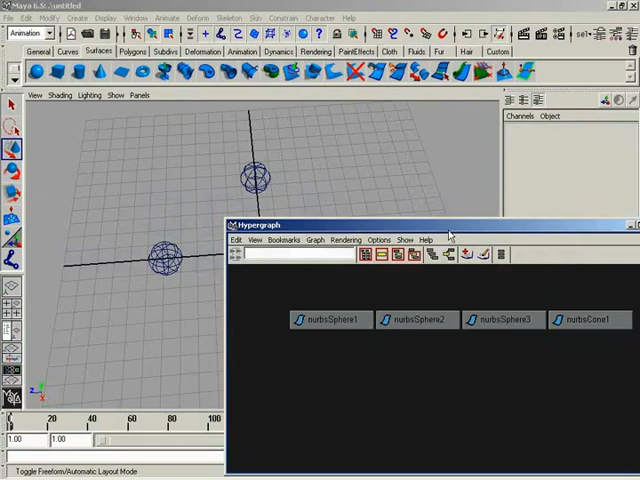 Maya 6.5: .\untitled
File Edit Modify Create Display Window Animate Deform Skeleton Skin Constrain Character Help
Animation
General Curves Surfaces Polygons Subdivs Deformation Animation Dynamics Rendering PaintEffects Cloth Fluids Fur Hair Custom
View Shading Lighting Show Panels
Channels Object
Hypergraph
Edit View Bookmarks Graph Rendering Options Show Help
nurbsSphere1 nurbsSphere2 nurbsSphere3 nurbsCone1
z x
0 20 40 60 80 100
1.00 1.00
Toggle Freeform/Automatic Layout Mode